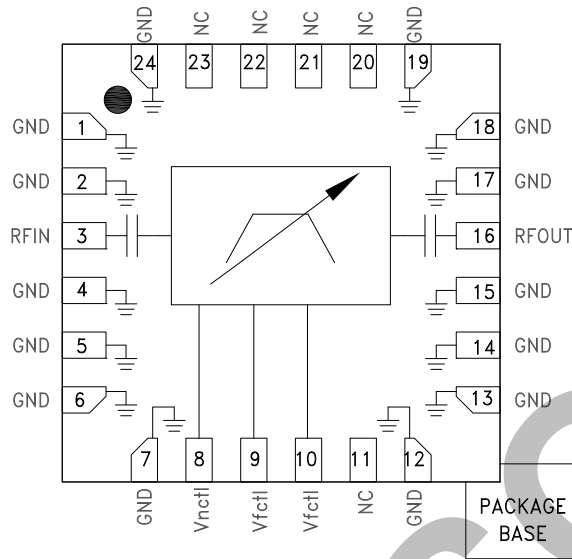 GND NC NC NC NC GND
24 23 22 21 20 19
GND 1 18 GND
GND 2 17 GND
RFIN 3 16 RFOUT
GND 4 15 GND
GND 5 14 GND
GND 6 13 GND
7 8 9 10 11 12
GND Vnctl Vfctl Vfctl NC GND
PACKAGE
BASE